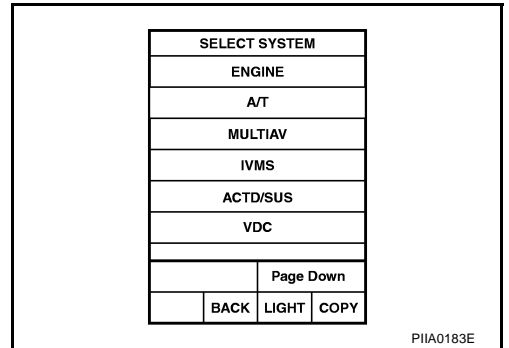 SELECT SYSTEM
ENGINE
A/T
MULTIAV
IVMS
ACTD/SUS
VDC
Page Down
BACK LIGHT COPY
PIIA0183E